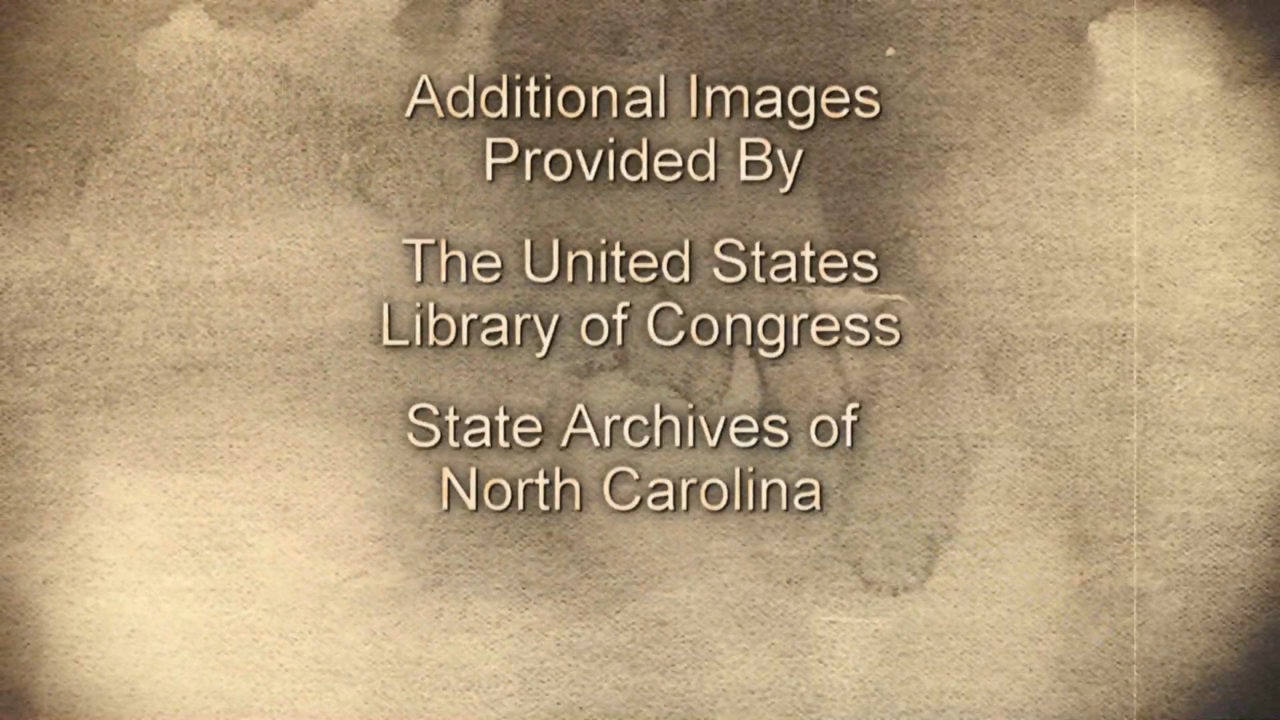 Additional Images
Provided By
The United States
Library of Congress
State Archives of
North Carolina